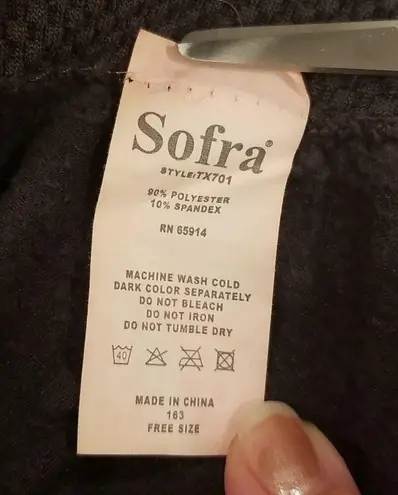 Sofra®
STYLE:TX701
90% POLYESTER
10% SPANDEX
RN 65914
MACHINE WASH COLD
DARK COLOR SEPARATELY
DO NOT BLEACH
DO NOT IRON
DO NOT TUMBLE DRY
40
MADE IN CHINA
163
FREE SIZE